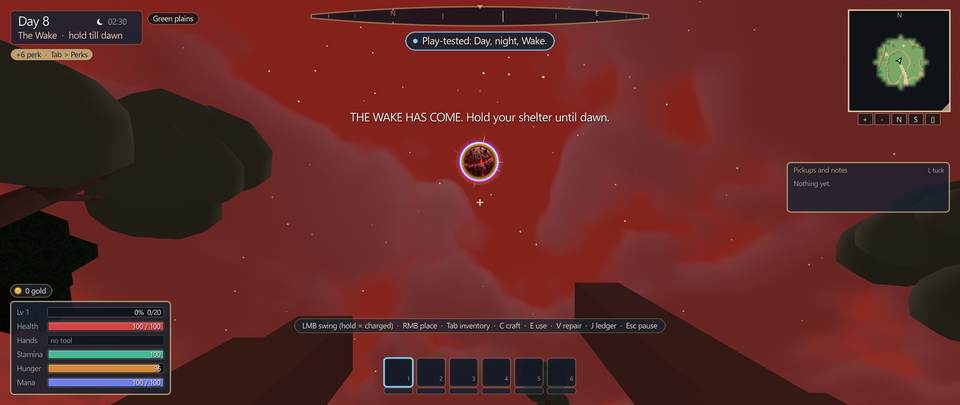 Day 8
02:30
The Wake · hold till dawn
Green plains
+6 perk · Tab > Perks
N
E
Play-tested: Day, night, Wake.
THE WAKE HAS COME. Hold your shelter until dawn.
N
+ - N S []
Pickups and notes
L tuck
Nothing yet.
0 gold
Lv 1 0% 0/20
Health 100 / 100
Hands no tool
Stamina 100
Hunger
Mana 100 / 100
LMB swing (hold = charged) · RMB place · Tab inventory · C craft · E use · V repair · J ledger · Esc pause
1 2 3 4 5 6